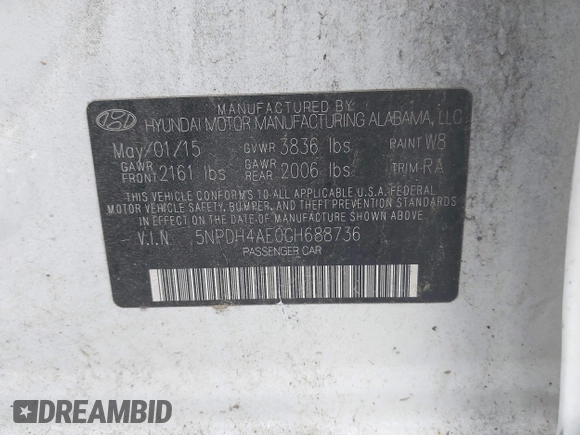 MANUFACTURED BY
HYUNDAI MOTOR MANUFACTURING ALABAMA, LLC
May/01/15 GVWR 3836 lbs PAINT W8
GAWR FRONT 2161 lbs GAWR REAR 2006 lbs TRIM RA
THIS VEHICLE CONFORMS TO ALL APPLICABLE U.S.A. FEDERAL
MOTOR VEHICLE SAFETY, BUMPER, AND THEFT PREVENTION STANDARDS
IN EFFECT ON THE DATE OF MANUFACTURE SHOWN ABOVE.
V.I.N. 5NPDH4AE0GH688736
PASSENGER CAR
$DREAMBID